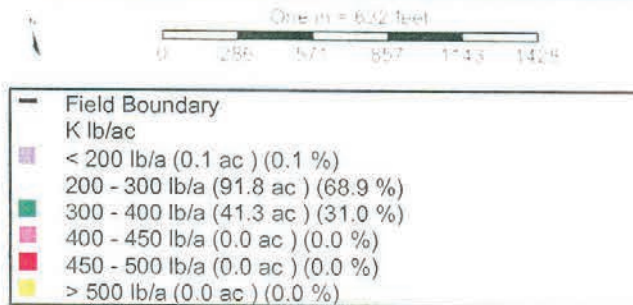 One in = 632 feet
0 286 571 857 1143 1429
Field Boundary
K lb/ac
< 200 lb/a (0.1 ac ) (0.1 %)
200 - 300 lb/a (91.8 ac ) (68.9 %)
300 - 400 lb/a (41.3 ac ) (31.0 %)
400 - 450 lb/a (0.0 ac ) (0.0 %)
450 - 500 lb/a (0.0 ac ) (0.0 %)
> 500 lb/a (0.0 ac ) (0.0 %)